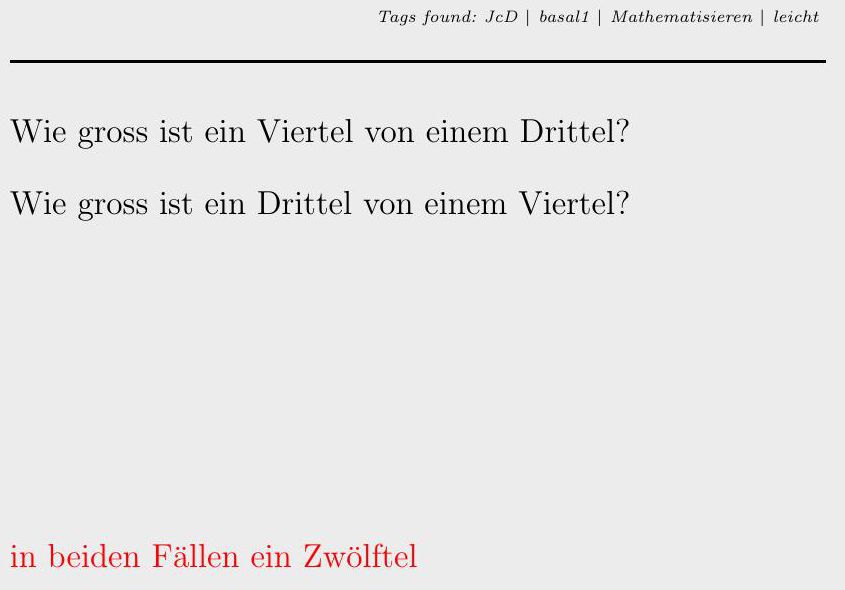 Tags found: JcD | basal1 | Mathematisieren | leicht
Wie gross ist ein Viertel von einem Drittel?
Wie gross ist ein Drittel von einem Viertel?
in beiden Fällen ein Zwölftel